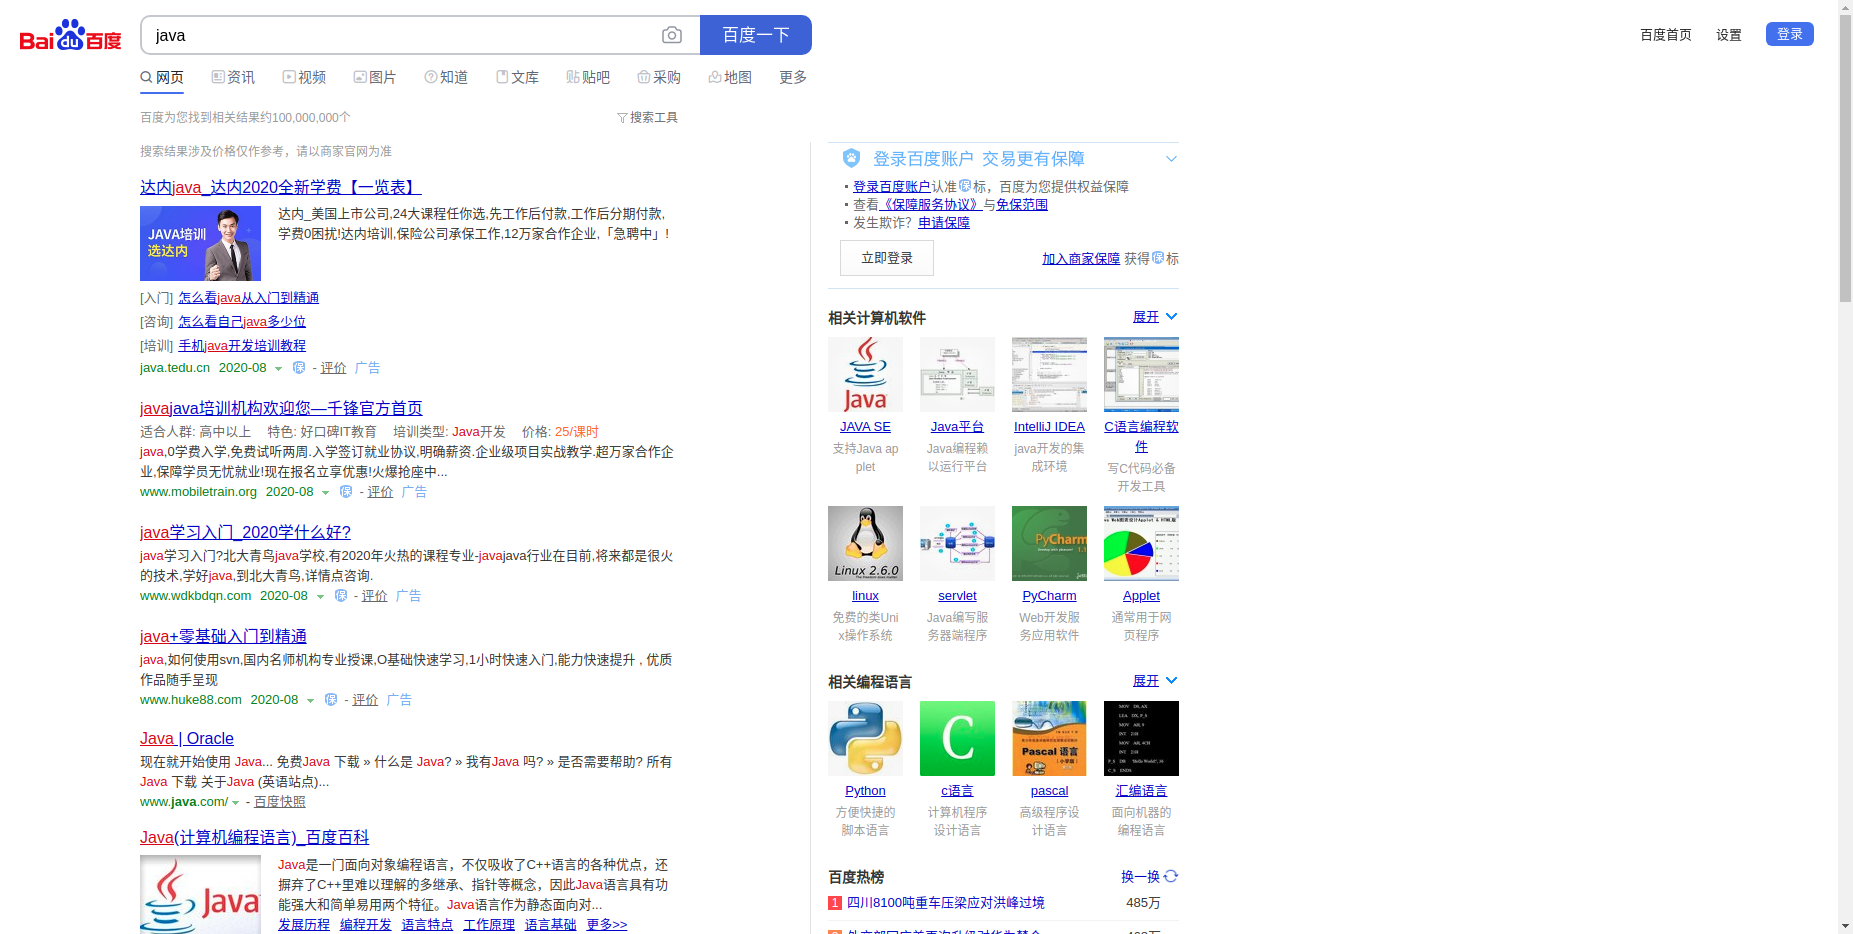 Bai du 百度
java
百度一下
百度首页 设置 登录
网页 资讯 视频 图片 知道 文库 贴吧 采购 地图 更多
百度为您找到相关结果约100,000,000个
搜索工具
搜索结果涉及价格仅作参考，请以商家官网为准
达内java_达内2020全新学费【一览表】
JAVA培训
选达内
达内_美国上市公司,24大课程任你选,先工作后付款,工作后分期付款,
学费0困扰!达内培训,保险公司承保工作,12万家合作企业,「急聘中」!
[入门] 怎么看java从入门到精通
[咨询] 怎么看自己java多少位
[培训] 手机java开发培训教程
java.tedu.cn 2020-08 保 - 评价 广告
javajava培训机构欢迎您—千锋官方首页
适合人群: 高中以上 特色: 好口碑IT教育 培训类型: Java开发 价格: 25/课时
java,0学费入学,免费试听两周.入学签订就业协议,明确薪资.企业级项目实战教学.超万家合作企
业,保障学员无忧就业!现在报名立享优惠!火爆抢座中...
www.mobiletrain.org 2020-08 保 - 评价 广告
java学习入门_2020学什么好?
java学习入门?北大青鸟java学校,有2020年火热的课程专业-javajava行业在目前,将来都是很火
的技术,学好java,到北大青鸟,详情点咨询.
www.wdkbdqn.com 2020-08 保 - 评价 广告
java+零基础入门到精通
java,如何使用svn,国内名师机构专业授课,O基础快速学习,1小时快速入门,能力快速提升 , 优质
作品随手呈现
www.huke88.com 2020-08 保 - 评价 广告
Java | Oracle
现在就开始使用 Java... 免费Java 下载 » 什么是 Java? » 我有Java 吗? » 是否需要帮助? 所有
Java 下载 关于Java (英语站点)...
www.java.com/ - 百度快照
Java(计算机编程语言)_百度百科
Java
Java是一门面向对象编程语言，不仅吸收了C++语言的各种优点，还
摒弃了C++里难以理解的多继承、指针等概念，因此Java语言具有功
能强大和简单易用两个特征。Java语言作为静态面向对...
发展历程 编程开发 语言特点 工作原理 语言基础 更多>>
登录百度账户 交易更有保障
登录百度账户认准保标，百度为您提供权益保障
查看《保障服务协议》与免保范围
发生欺诈？申请保障
立即登录
加入商家保障 获得保标
相关计算机软件 展开
Java
JAVA SE Java平台 IntelliJ IDEA C语言编程软件
支持Java applet Java编程赖以运行平台 java开发的集成环境 写C代码必备开发工具
Linux 2.6.0
PyCharm
linux servlet PyCharm Applet
免费的类Unix操作系统 Java编写服务器端程序 Web开发服务应用软件 通常用于网页程序
相关编程语言 展开
C
Pascal 语言
Python c语言 pascal 汇编语言
方便快捷的脚本语言 计算机程序设计语言 高级程序设计语言 面向机器的编程语言
百度热榜 换一换
1 四川8100吨重车压梁应对洪峰过境 485万